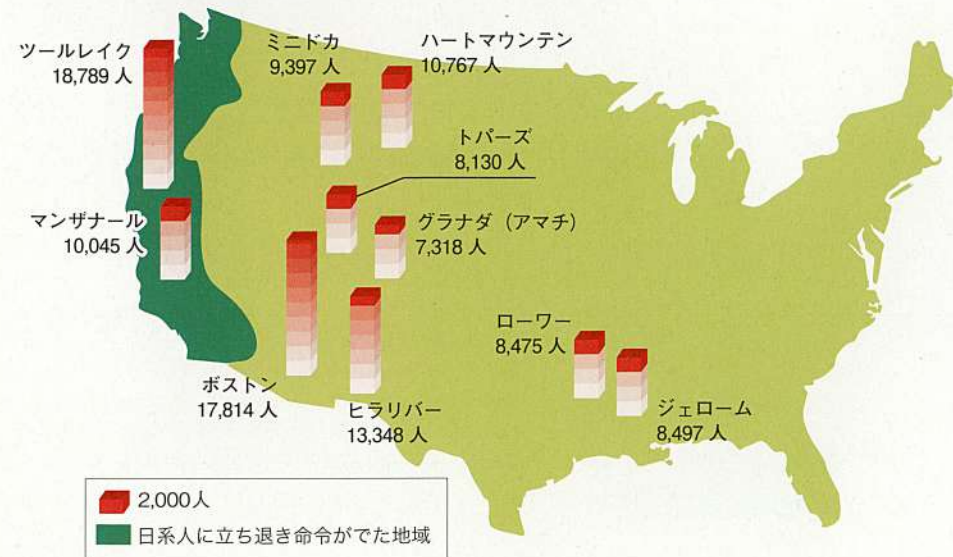 ツールレイク
18,789 人
ミニドカ
9,397 人
ハートマウンテン
10,767 人
トパーズ
8,130 人
マンザナール
10,045 人
グラナダ（アマチ）
7,318 人
ローワー
8,475 人
ボストン
17,814 人
ヒラリバー
13,348 人
ジェローム
8,497 人
2,000人
日系人に立ち退き命令がでた地域